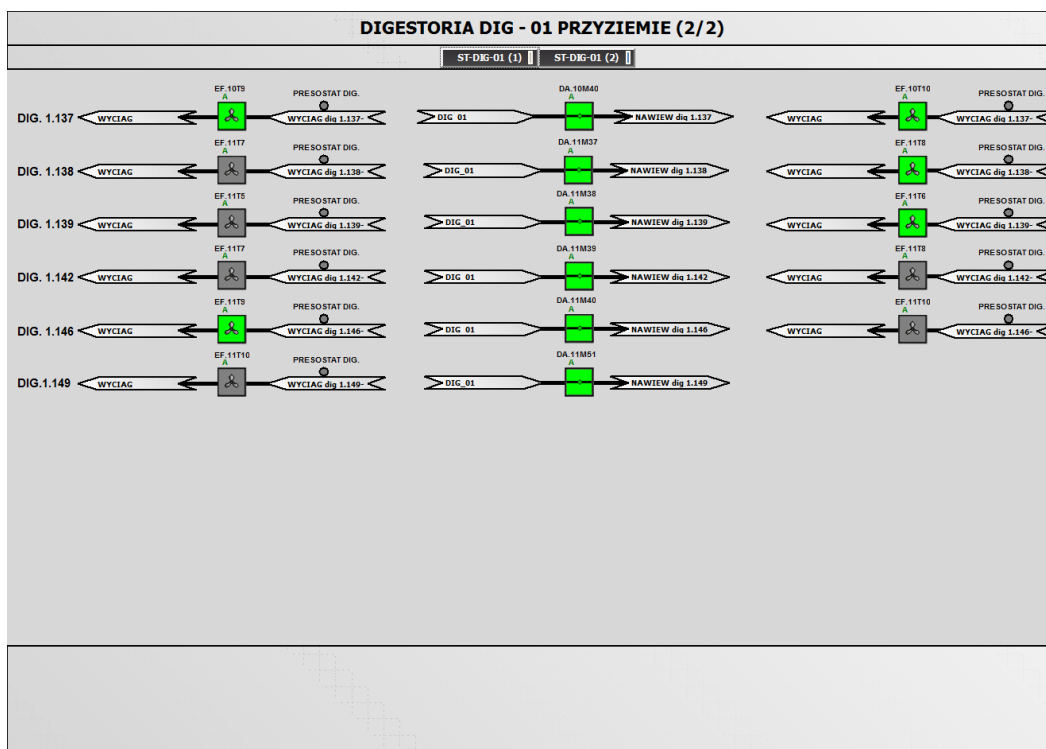 DIGESTORIA DIG - 01 PRZYZIEMIE (2/2)
ST-DIG-01 (1) ST-DIG-01 (2)
EF.10T9 DA.10M40 EF.10T10
A PRESOSTAT DIG. A A PRESOSTAT DIG.
DIG. 1.137 WYCIAG WYCIAG dig 1.137- DIG_01 NAWIEW dig 1.137 WYCIAG WYCIAG dig 1.137-
EF.11T7 DA.11M37 EF.11T8
A PRESOSTAT DIG. A A PRESOSTAT DIG.
DIG. 1.138 WYCIAG WYCIAG dig 1.138- DIG_01 NAWIEW dig 1.138 WYCIAG WYCIAG dig 1.138-
EF.11T5 DA.11M38 EF.11T6
A PRESOSTAT DIG. A A PRESOSTAT DIG.
DIG. 1.139 WYCIAG WYCIAG dig 1.139- DIG_01 NAWIEW dig 1.139 WYCIAG WYCIAG dig 1.139-
EF.11T7 DA.11M39 EF.11T8
A PRESOSTAT DIG. A A PRESOSTAT DIG.
DIG. 1.142 WYCIAG WYCIAG dig 1.142- DIG_01 NAWIEW dig 1.142 WYCIAG WYCIAG dig 1.142-
EF.11T9 DA.11M40 EF.11T10
A PRESOSTAT DIG. A A PRESOSTAT DIG.
DIG. 1.146 WYCIAG WYCIAG dig 1.146- DIG_01 NAWIEW dig 1.146 WYCIAG WYCIAG dig 1.146-
EF.11T10 DA.11M51
A PRESOSTAT DIG. A
DIG.1.149 WYCIAG WYCIAG dig 1.149- DIG_01 NAWIEW dig 1.149